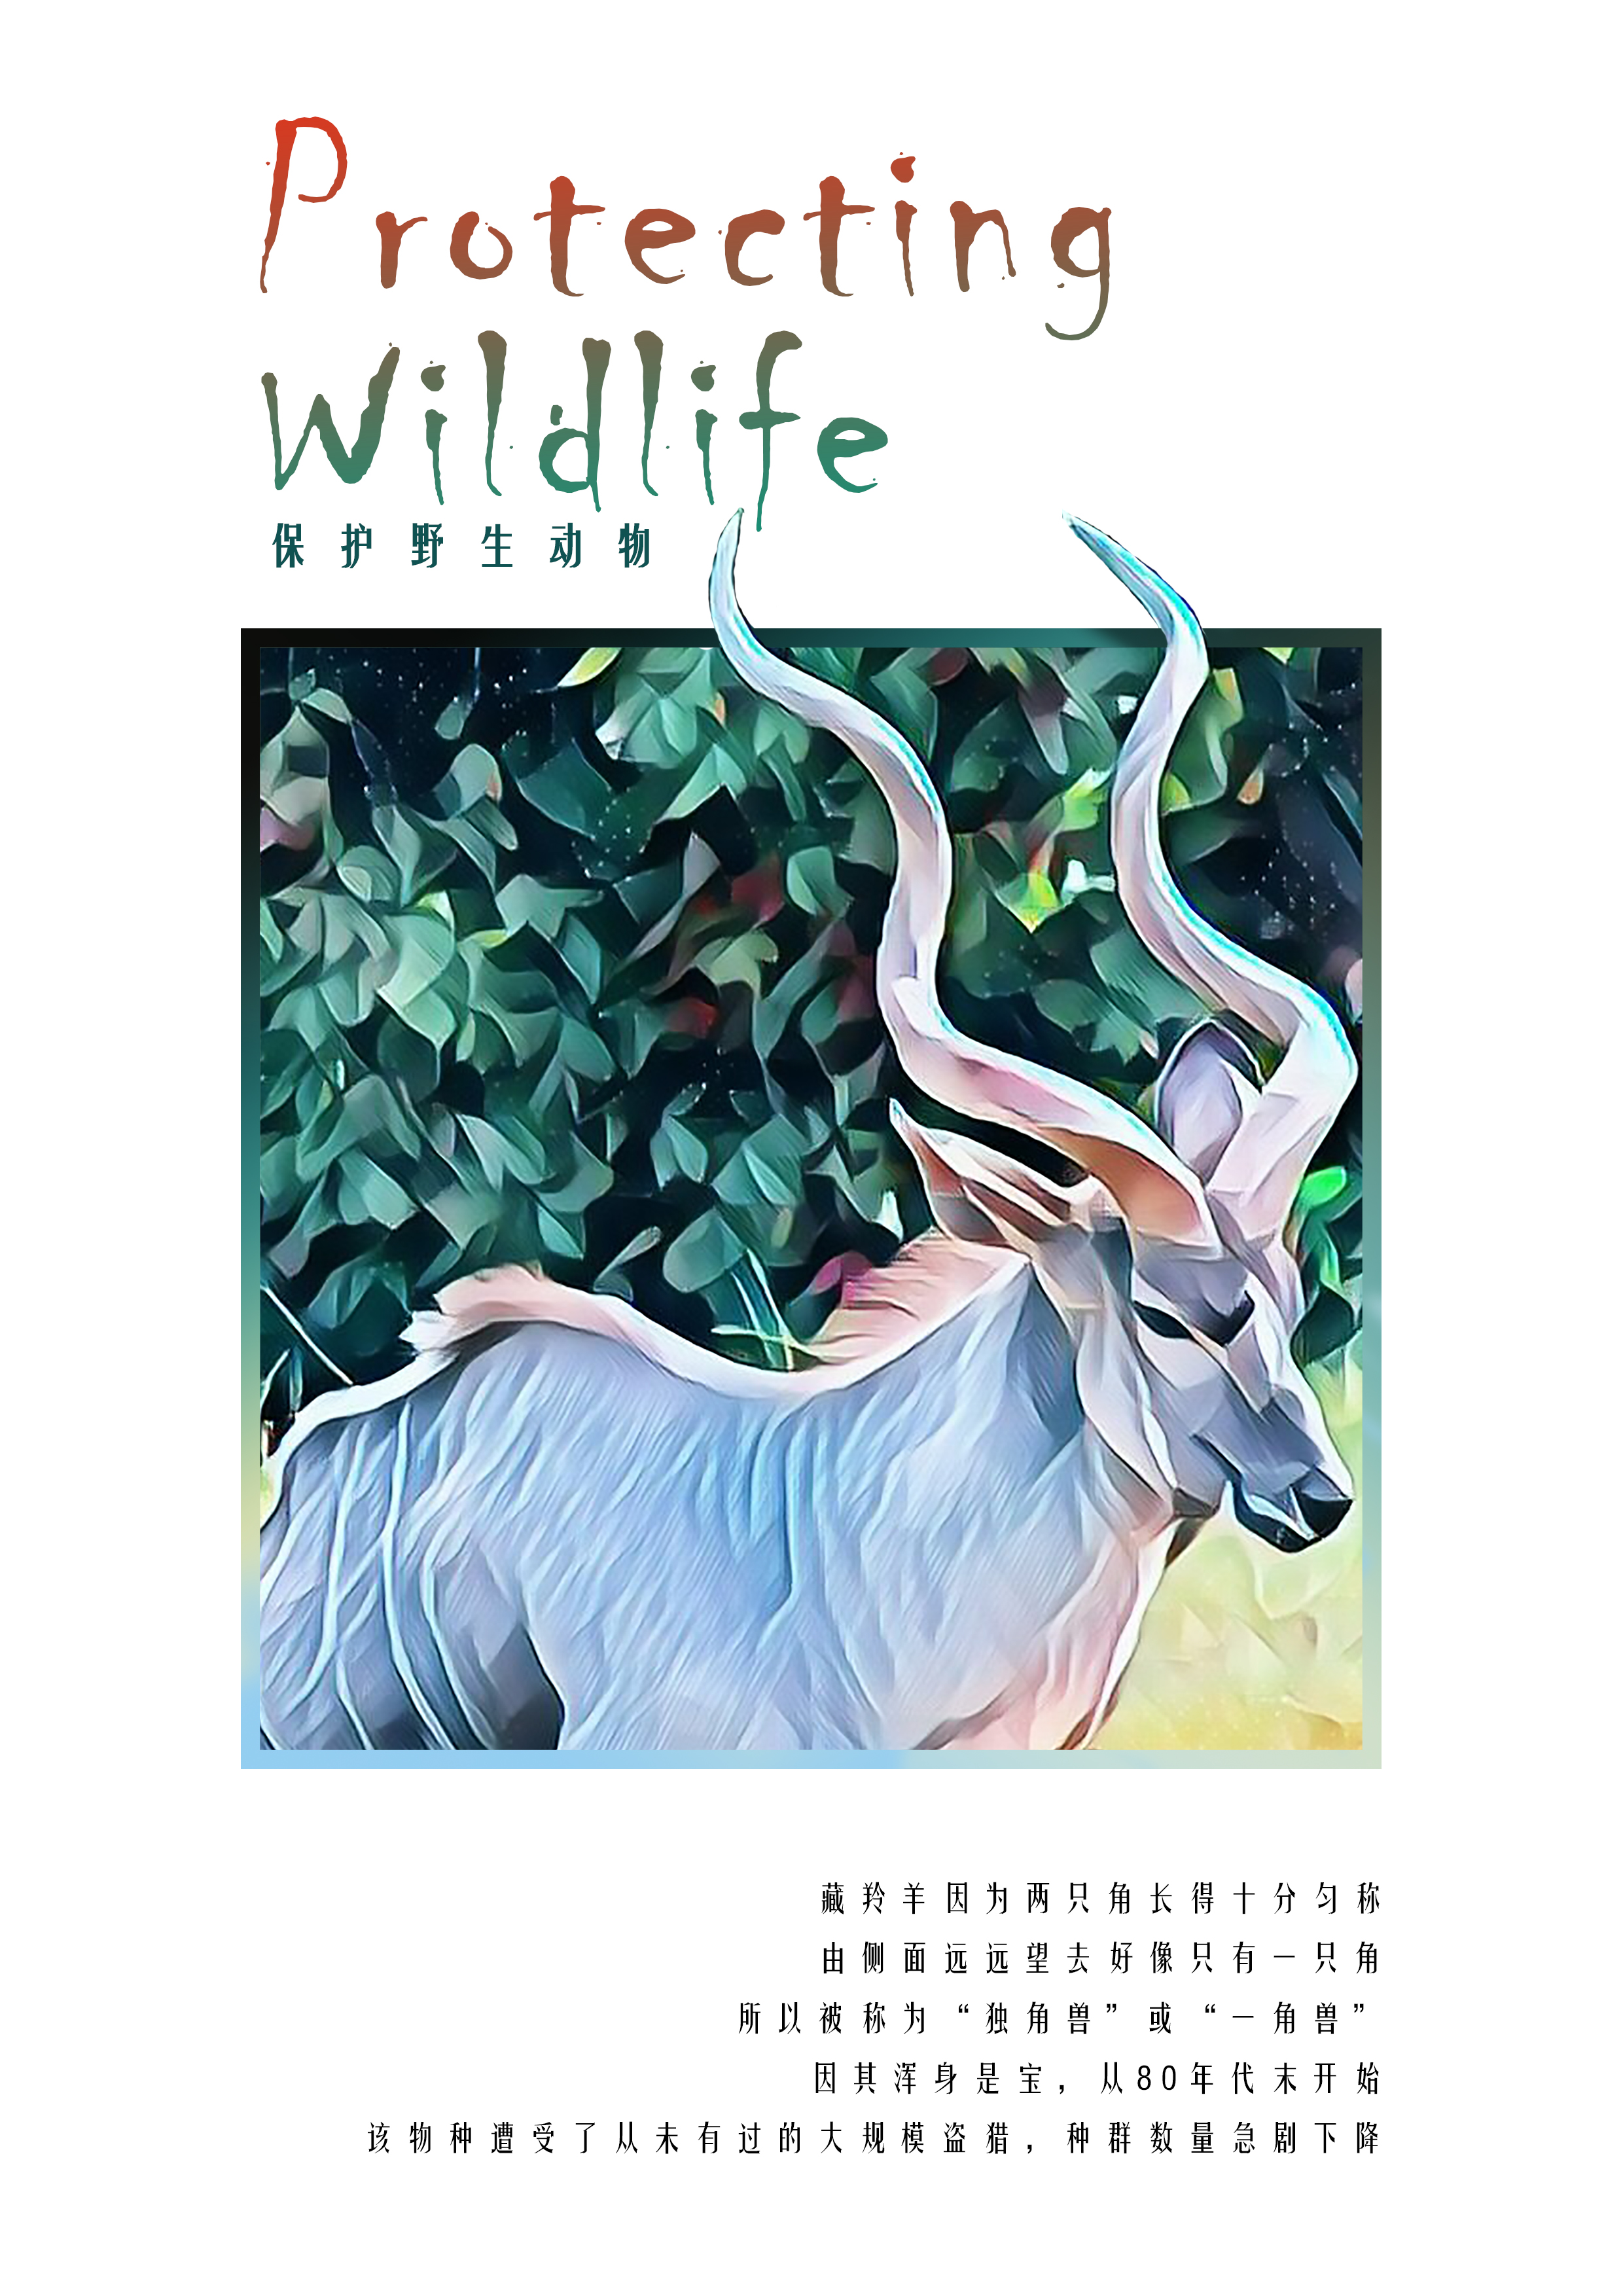 Protecting
Wildlife
保护野生动物
藏羚羊因为两只角长得十分匀称
由侧面远远望去好像只有一只角
所以被称为“独角兽”或“一角兽”
因其浑身是宝，从80年代末开始
该物种遭受了从未有过的大规模盗猎，种群数量急剧下降